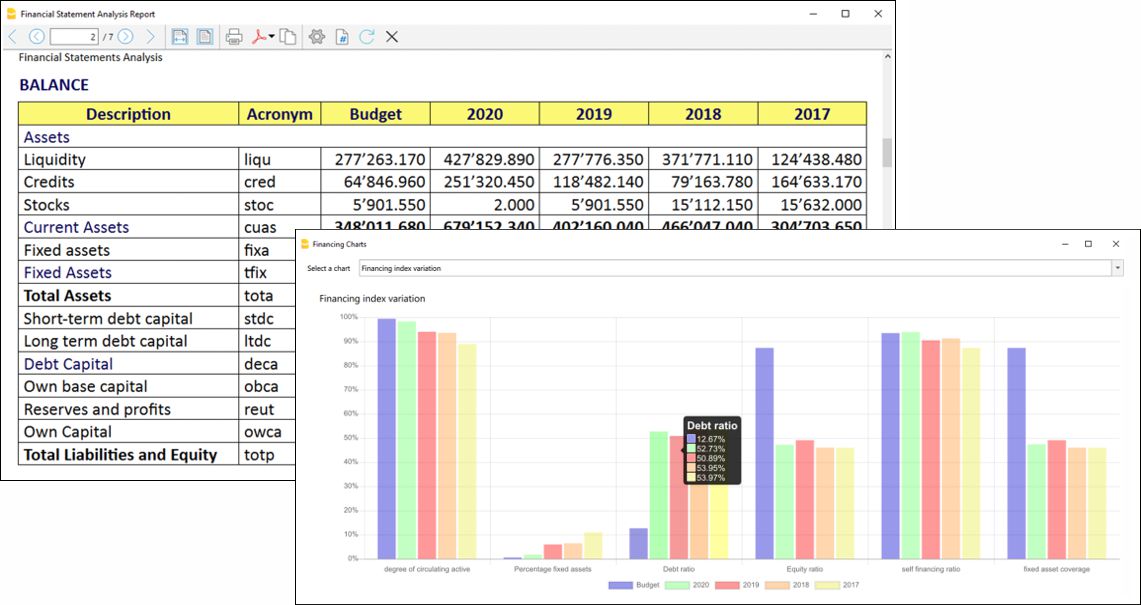 Financial Statement Analysis Report
2 / 7
Financial Statements Analysis
BALANCE
Description Acronym Budget 2020 2019 2018 2017
Assets
Liquidity liqu 277’263.170 427’829.890 277’776.350 371’771.110 124’438.480
Credits cred 64’846.960 251’320.450 118’482.140 79’163.780 164’633.170
Stocks stoc 5’901.550 2.000 5’901.550 15’112.150 15’632.000
Current Assets cuas 348’011.680 679’152.340 402’160.040 466’047.040 304’703.650
Fixed assets fixa
Fixed Assets tfix
Total Assets tota
Short-term debt capital stdc
Long term debt capital ltdc
Debt Capital deca
Own base capital obca
Reserves and profits reut
Own Capital owca
Total Liabilities and Equity totp
Financing Charts
Select a chart Financing index variation
Financing index variation
100%
90%
80%
70%
60%
50%
40%
30%
20%
10%
0%
Debt ratio
12.67%
52.73%
50.89%
53.95%
53.97%
degree of circulating active Percentage fixed assets Debt ratio Equity ratio self financing ratio fixed asset coverage
Budget 2020 2019 2018 2017